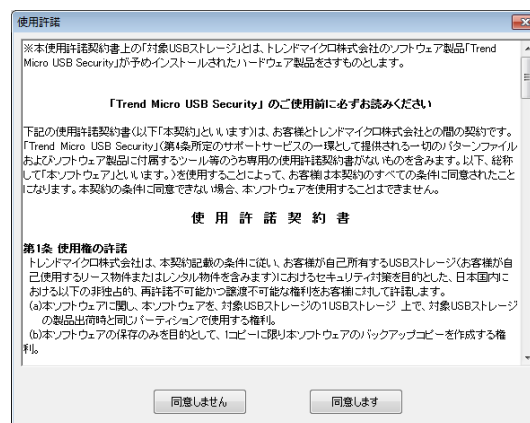 使用許諾
※本使用許諾契約書上の「対象USBストレージ」とは、トレンドマイクロ株式会社のソフトウェア製品「Trend
Micro USB Security」が予めインストールされたハードウェア製品をさすものとします。
「Trend Micro USB Security」 のご使用前に必ずお読みください
下記の使用許諾契約書(以下「本契約」といいます)は、お客様とトレンドマイクロ株式会社との間の契約です。
「Trend Micro USB Security」(第4条所定のサポートサービスの一環として提供される一切のパターンファイル
およびソフトウェア製品に付属するツール等のうち専用の使用許諾契約書がないものを含みます。以下、総称
して「本ソフトウェア」といいます。)を使用することによって、お客様は本契約のすべての条件に同意されたこと
になります。本契約の条件に同意できない場合、本ソフトウェアを使用することはできません。
使 用 許 諾 契 約 書
第1条 使用権の許諾
トレンドマイクロ株式会社は、本契約記載の条件に従い、お客様が自己所有するUSBストレージ(お客様が自
己使用するリース物件またはレンタル物件を含みます)におけるセキュリティ対策を目的とした、日本国内に
おける以下の非独占的、再許諾不可能かつ譲渡不可能な権利をお客様に対して許諾します。
(a)本ソフトウェアに関し、本ソフトウェアを、対象USBストレージの1USBストレージ 上で、対象USBストレージ
の製品出荷時と同じパーティションで使用する権利。
(b)本ソフトウェアの保存のみを目的として、1コピーに限り本ソフトウェアのバックアップコピーを作成する権
利。
同意しません
同意します